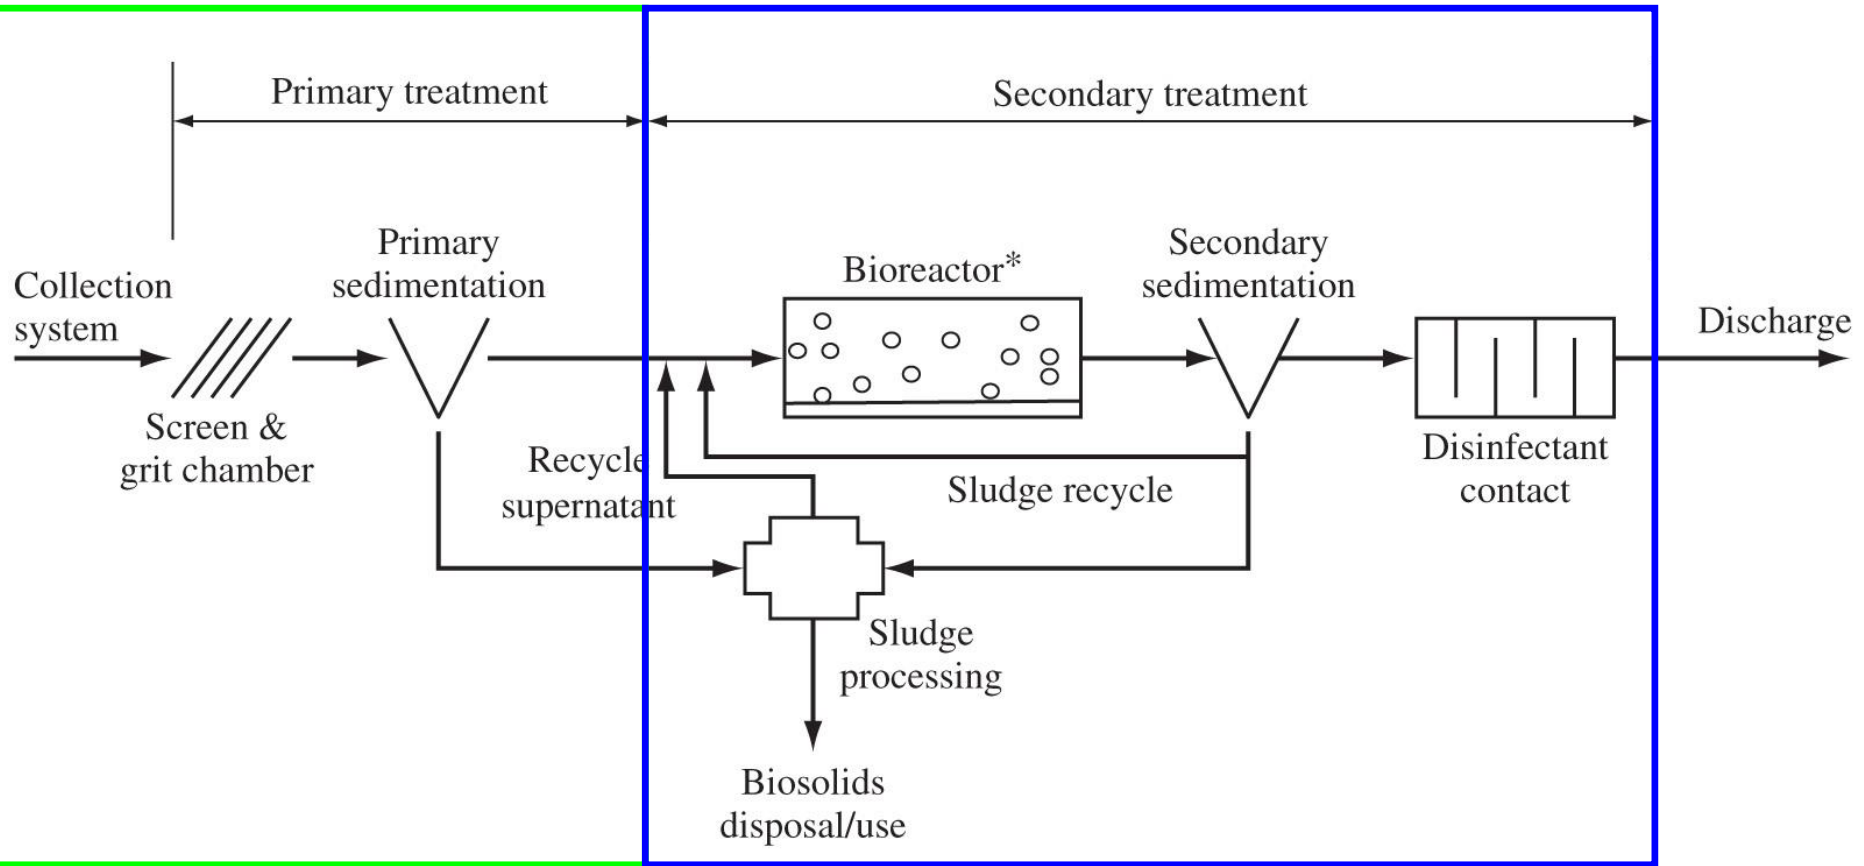 Primary treatment
Secondary treatment
Collection
system
Screen &
grit chamber
Primary
sedimentation
Bioreactor*
Secondary
sedimentation
Disinfectant
contact
Discharge
Recycle
supernatant
Sludge recycle
Sludge
processing
Biosolids
disposal/use